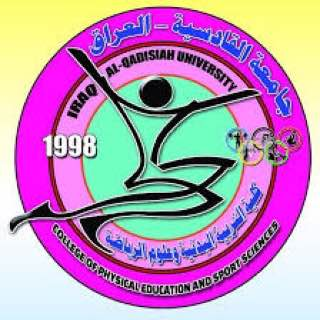 جامعة القادسية - العراق
IRAQ
AL-QADISIAH UNIVERSITY
1998
كلية التربية البدنية وعلوم الرياضة
COLLEGE OF PHYSICAL EDUCATION AND SPORT SCIENCES